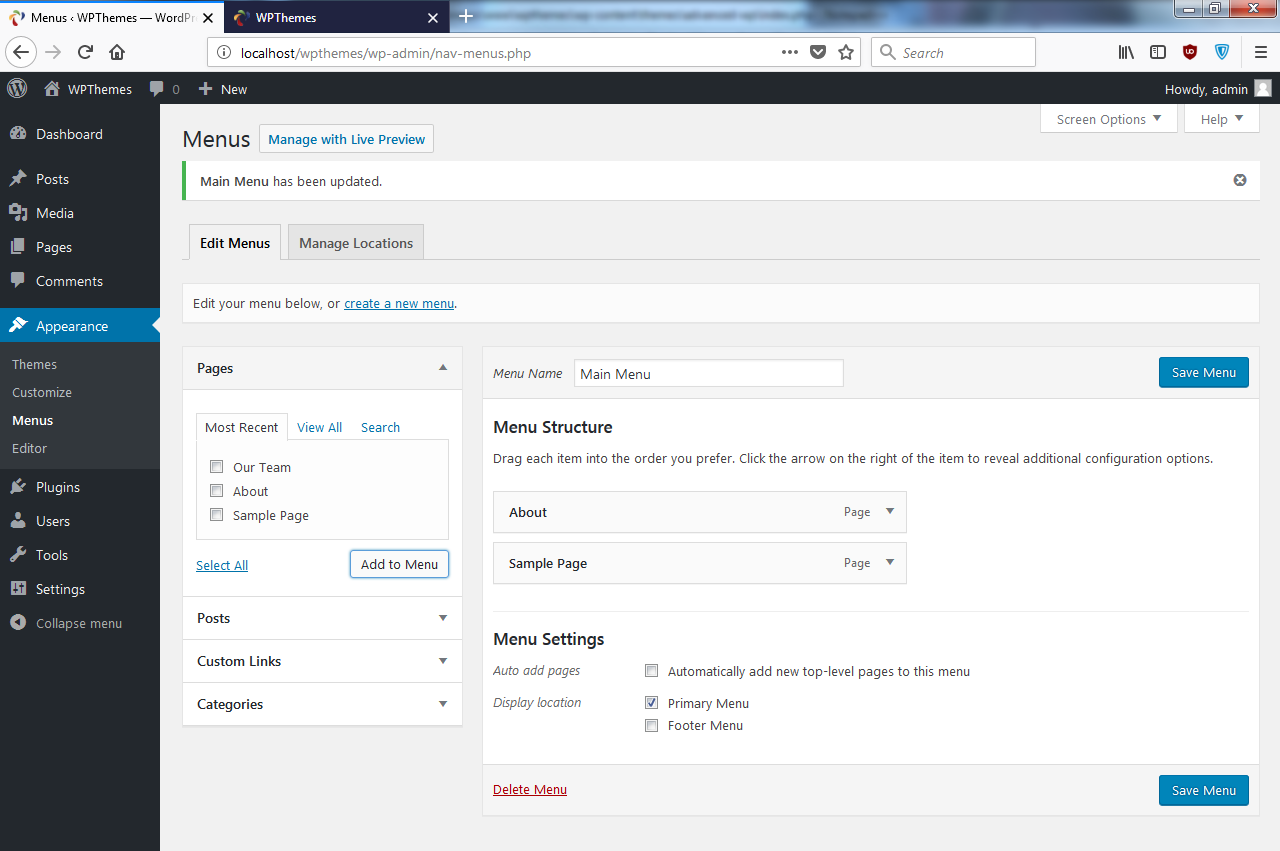 Menus ‹ WPThemes — WordPr
WPThemes
localhost/wpthemes/wp-admin/nav-menus.php
Search
WPThemes
0
New
Howdy, admin
Dashboard
Posts
Media
Pages
Comments
Appearance
Themes
Customize
Menus
Editor
Plugins
Users
Tools
Settings
Collapse menu
Screen Options
Help
Menus
Manage with Live Preview
Main Menu has been updated.
Edit Menus
Manage Locations
Edit your menu below, or create a new menu.
Pages
Most Recent
View All
Search
Our Team
About
Sample Page
Select All
Add to Menu
Posts
Custom Links
Categories
Menu Name
Main Menu
Save Menu
Menu Structure
Drag each item into the order you prefer. Click the arrow on the right of the item to reveal additional configuration options.
About
Page
Sample Page
Page
Menu Settings
Auto add pages
Automatically add new top-level pages to this menu
Display location
Primary Menu
Footer Menu
Delete Menu
Save Menu